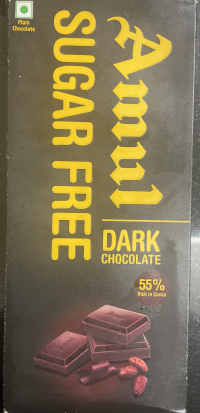 Plain
Chocolate
Amul
SUGAR FREE
DARK
CHOCOLATE
55%
Rich in Cocoa